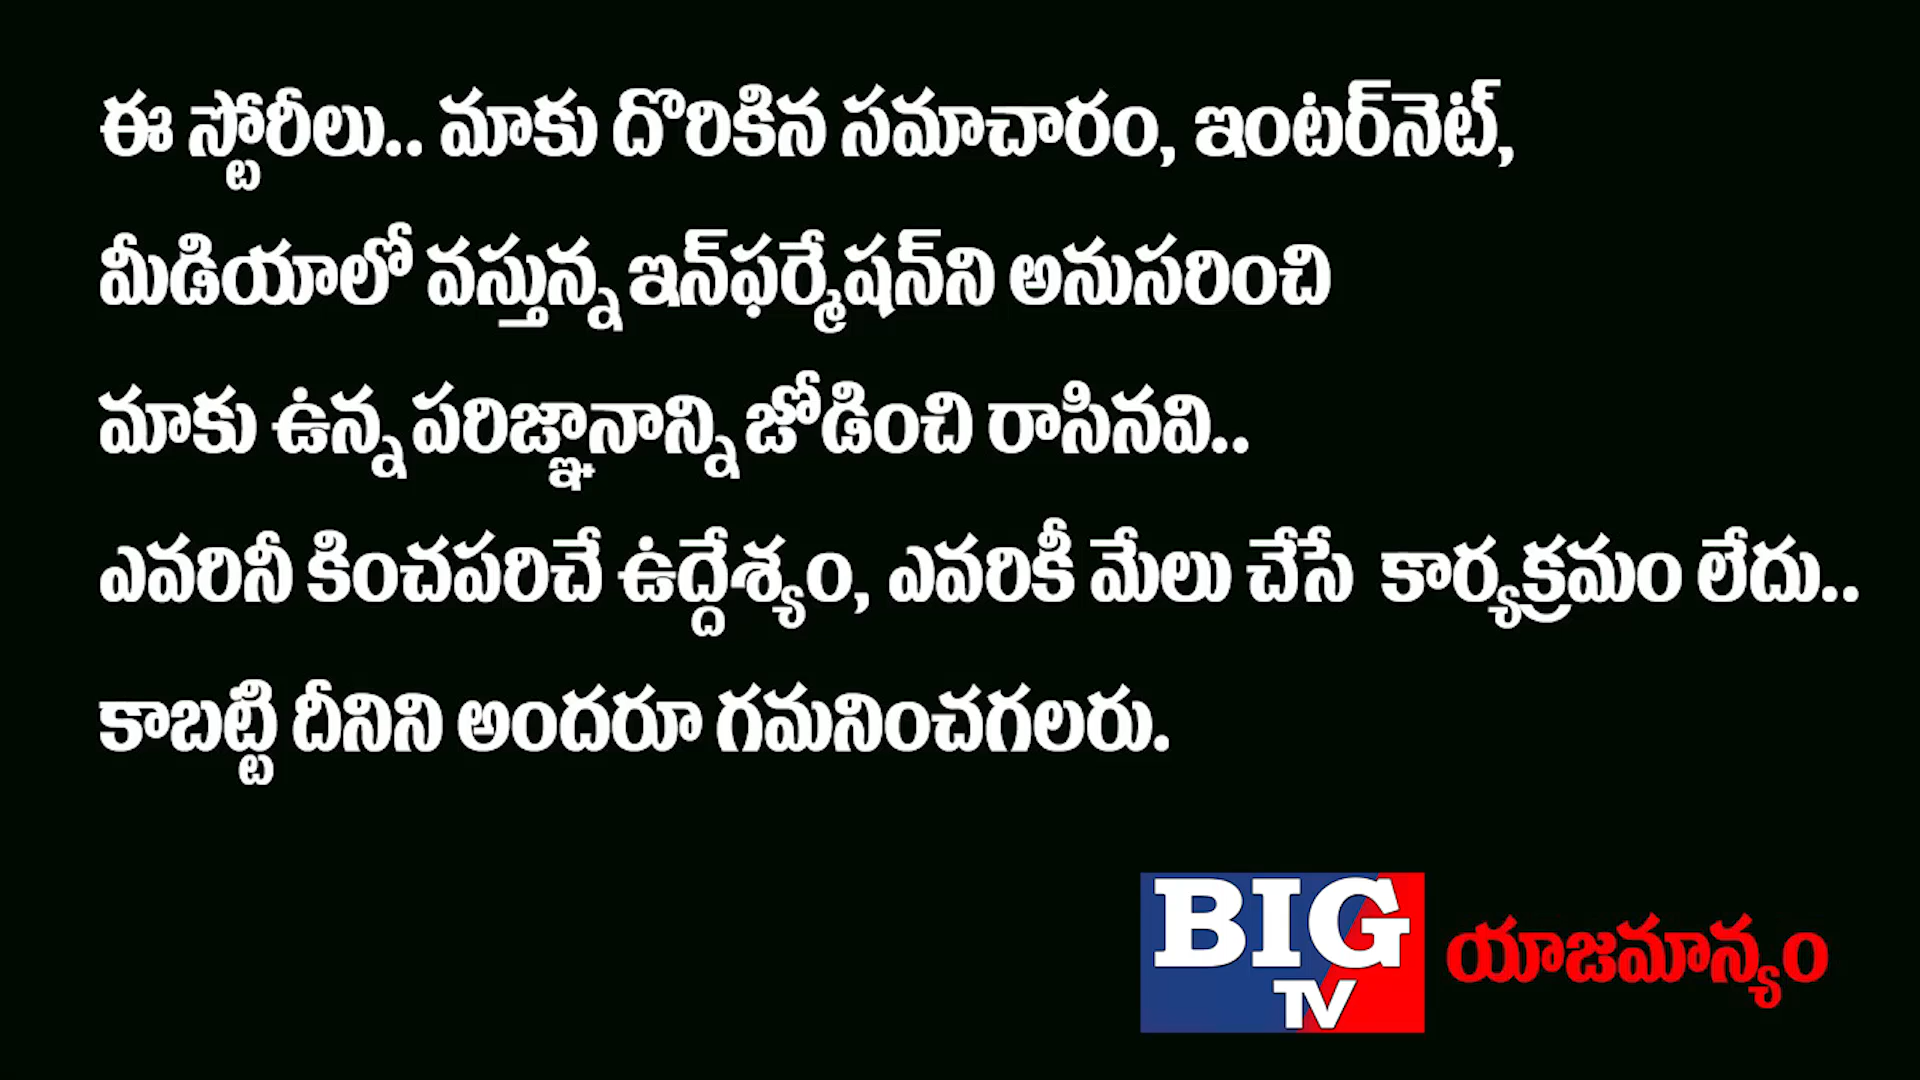 ఈ స్టోరీలు.. మాకు దొరికిన సమాచారం, ఇంటర్‌నెట్,
మీడియాలో వస్తున్న ఇన్‌ఫర్మేషన్‌ని అనుసరించి
మాకు ఉన్న పరిజ్ఞానాన్ని జోడించి రాసినవి..
ఎవరినీ కించపరిచే ఉద్దేశ్యం, ఎవరికీ మేలు చేసే కార్యక్రమం లేదు..
కాబట్టి దీనిని అందరూ గమనించగలరు.
BIG
TV
యాజమాన్యం